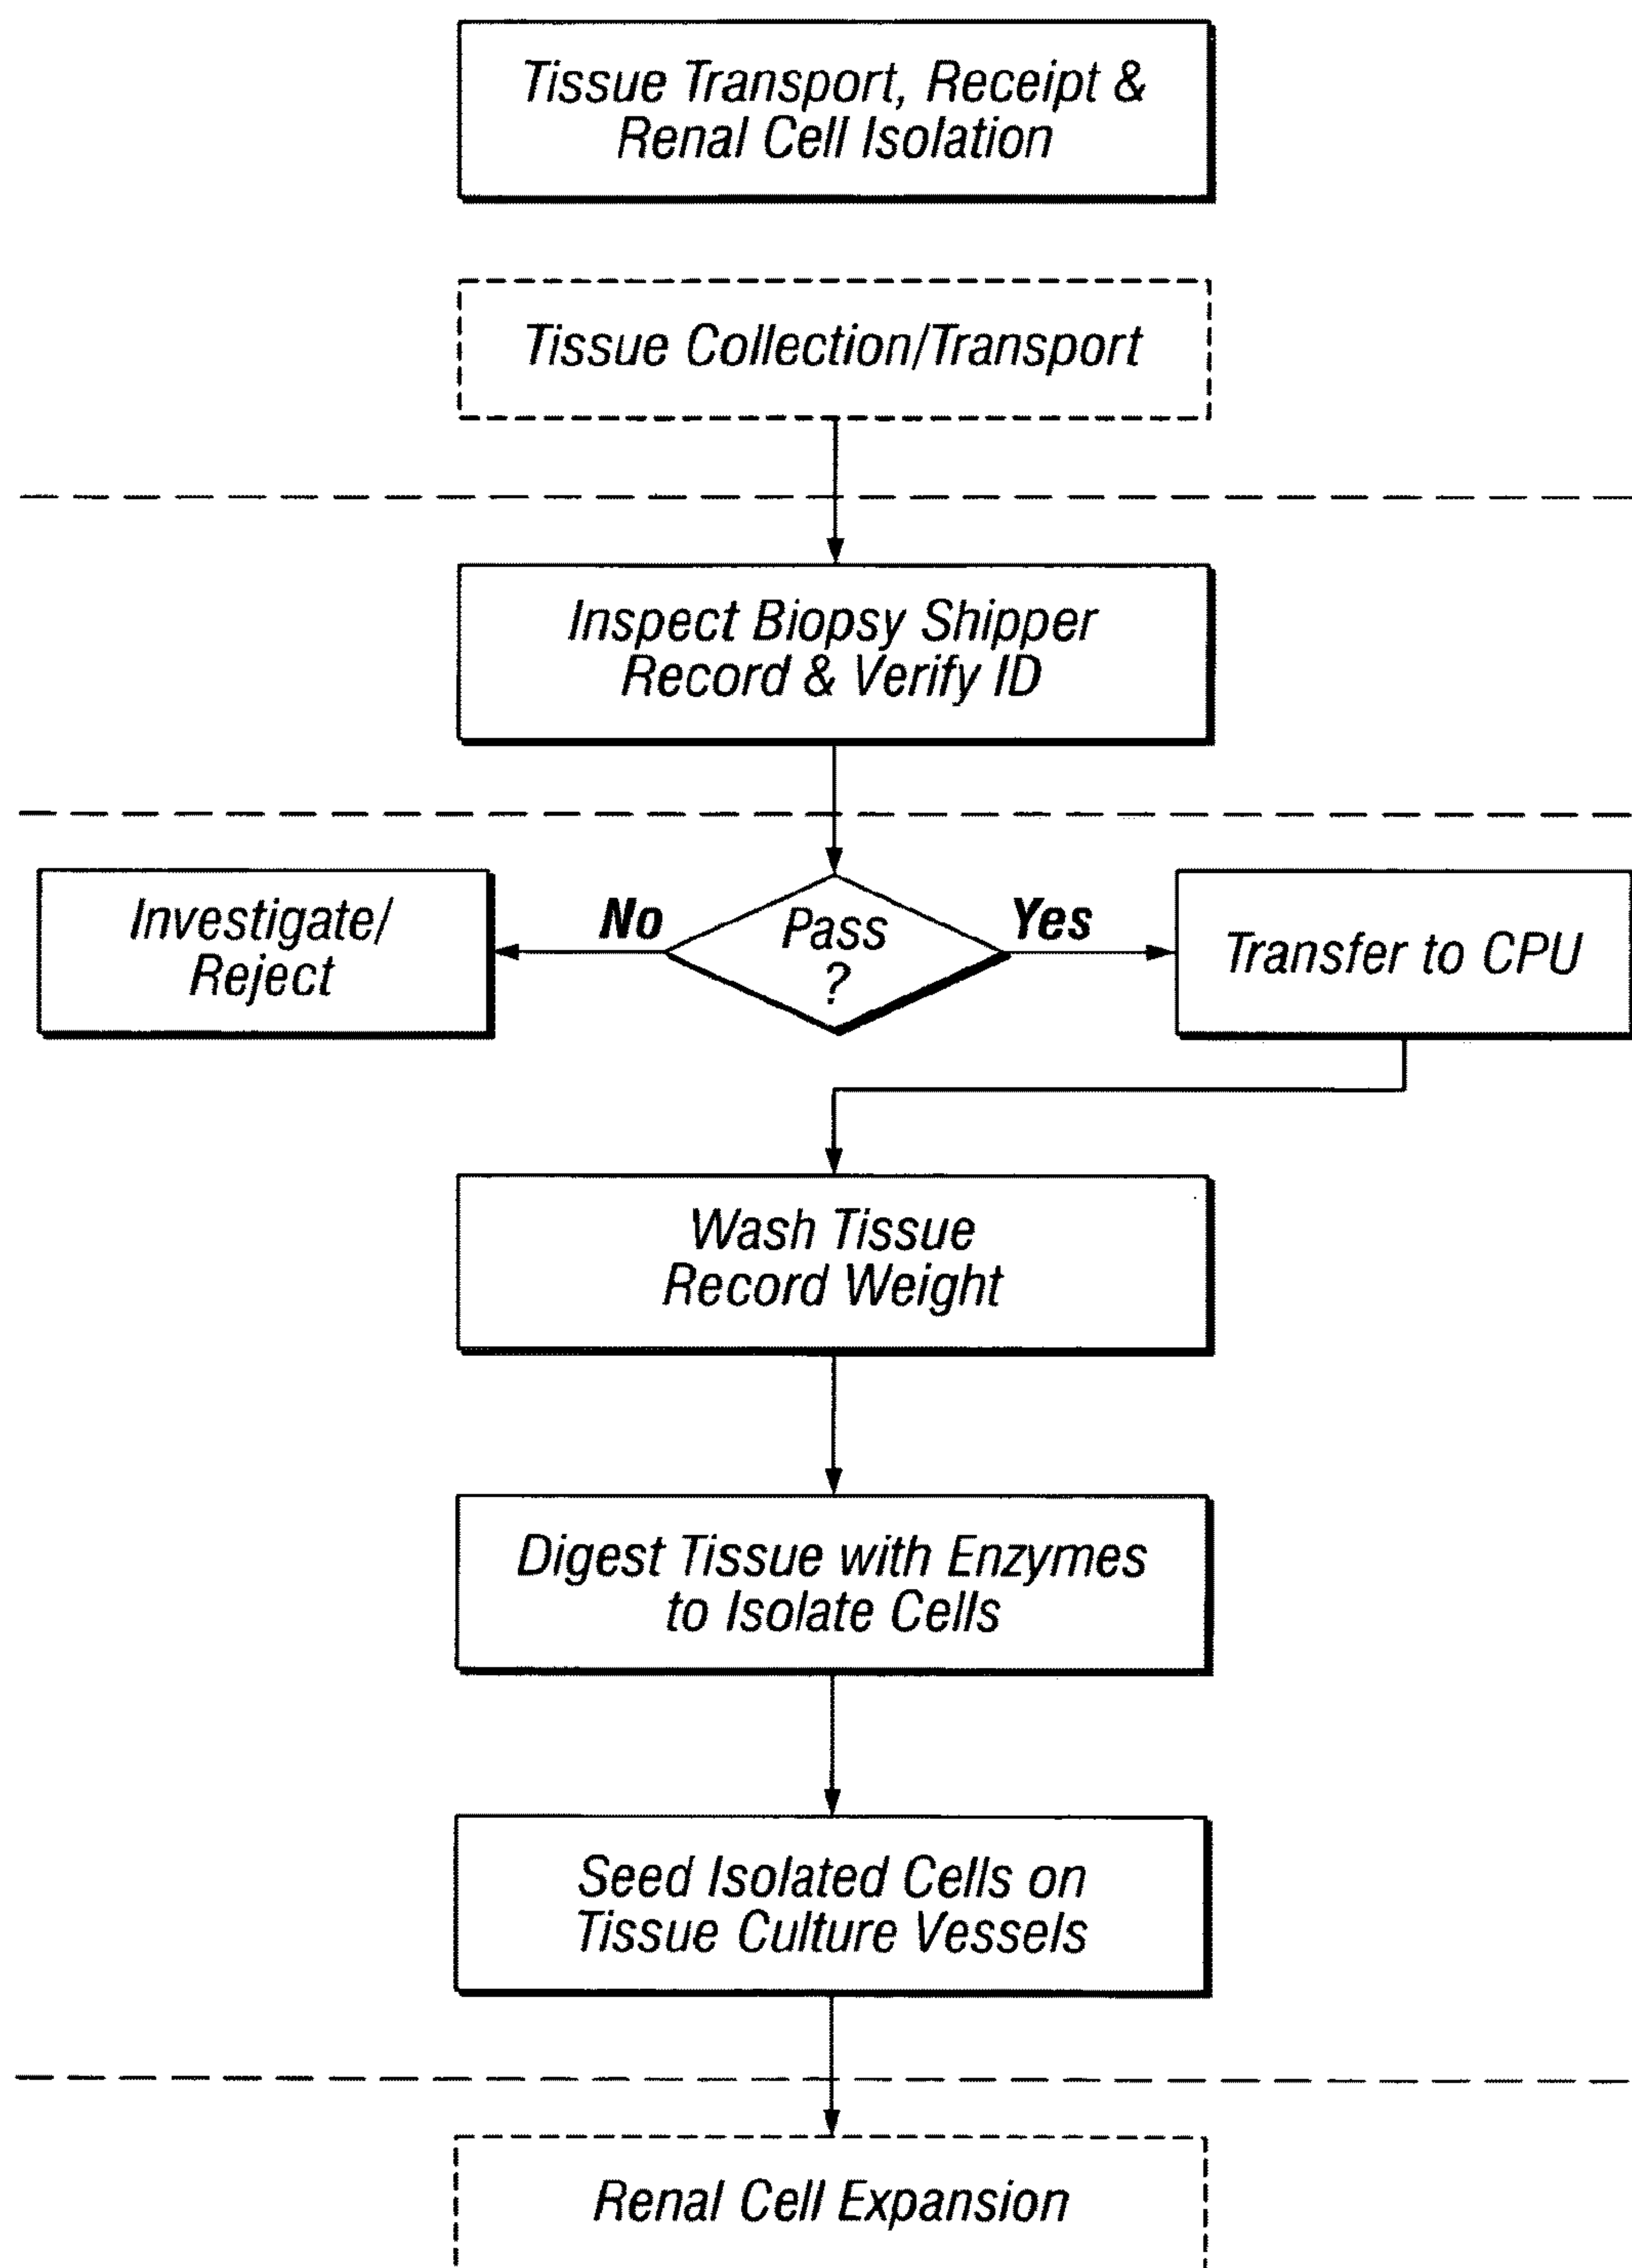 Tissue Transport, Receipt &
Renal Cell Isolation
Tissue Collection/Transport
Inspect Biopsy Shipper
Record & Verify ID
Investigate/
Reject
No
Pass
?
Yes
Transfer to CPU
Wash Tissue
Record Weight
Digest Tissue with Enzymes
to Isolate Cells
Seed Isolated Cells on
Tissue Culture Vessels
Renal Cell Expansion